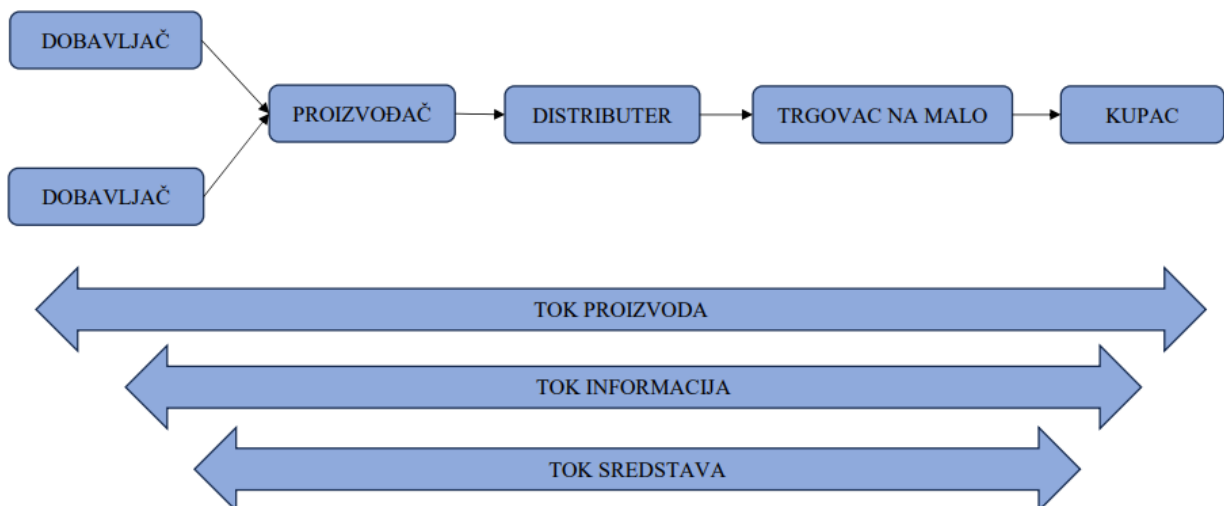 DOBAVLJAČ
PROIZVOĐAČ
DISTRIBUTER
TRGOVAC NA MALO
KUPAC
DOBAVLJAČ
TOK PROIZVODA
TOK INFORMACIJA
TOK SREDSTAVA